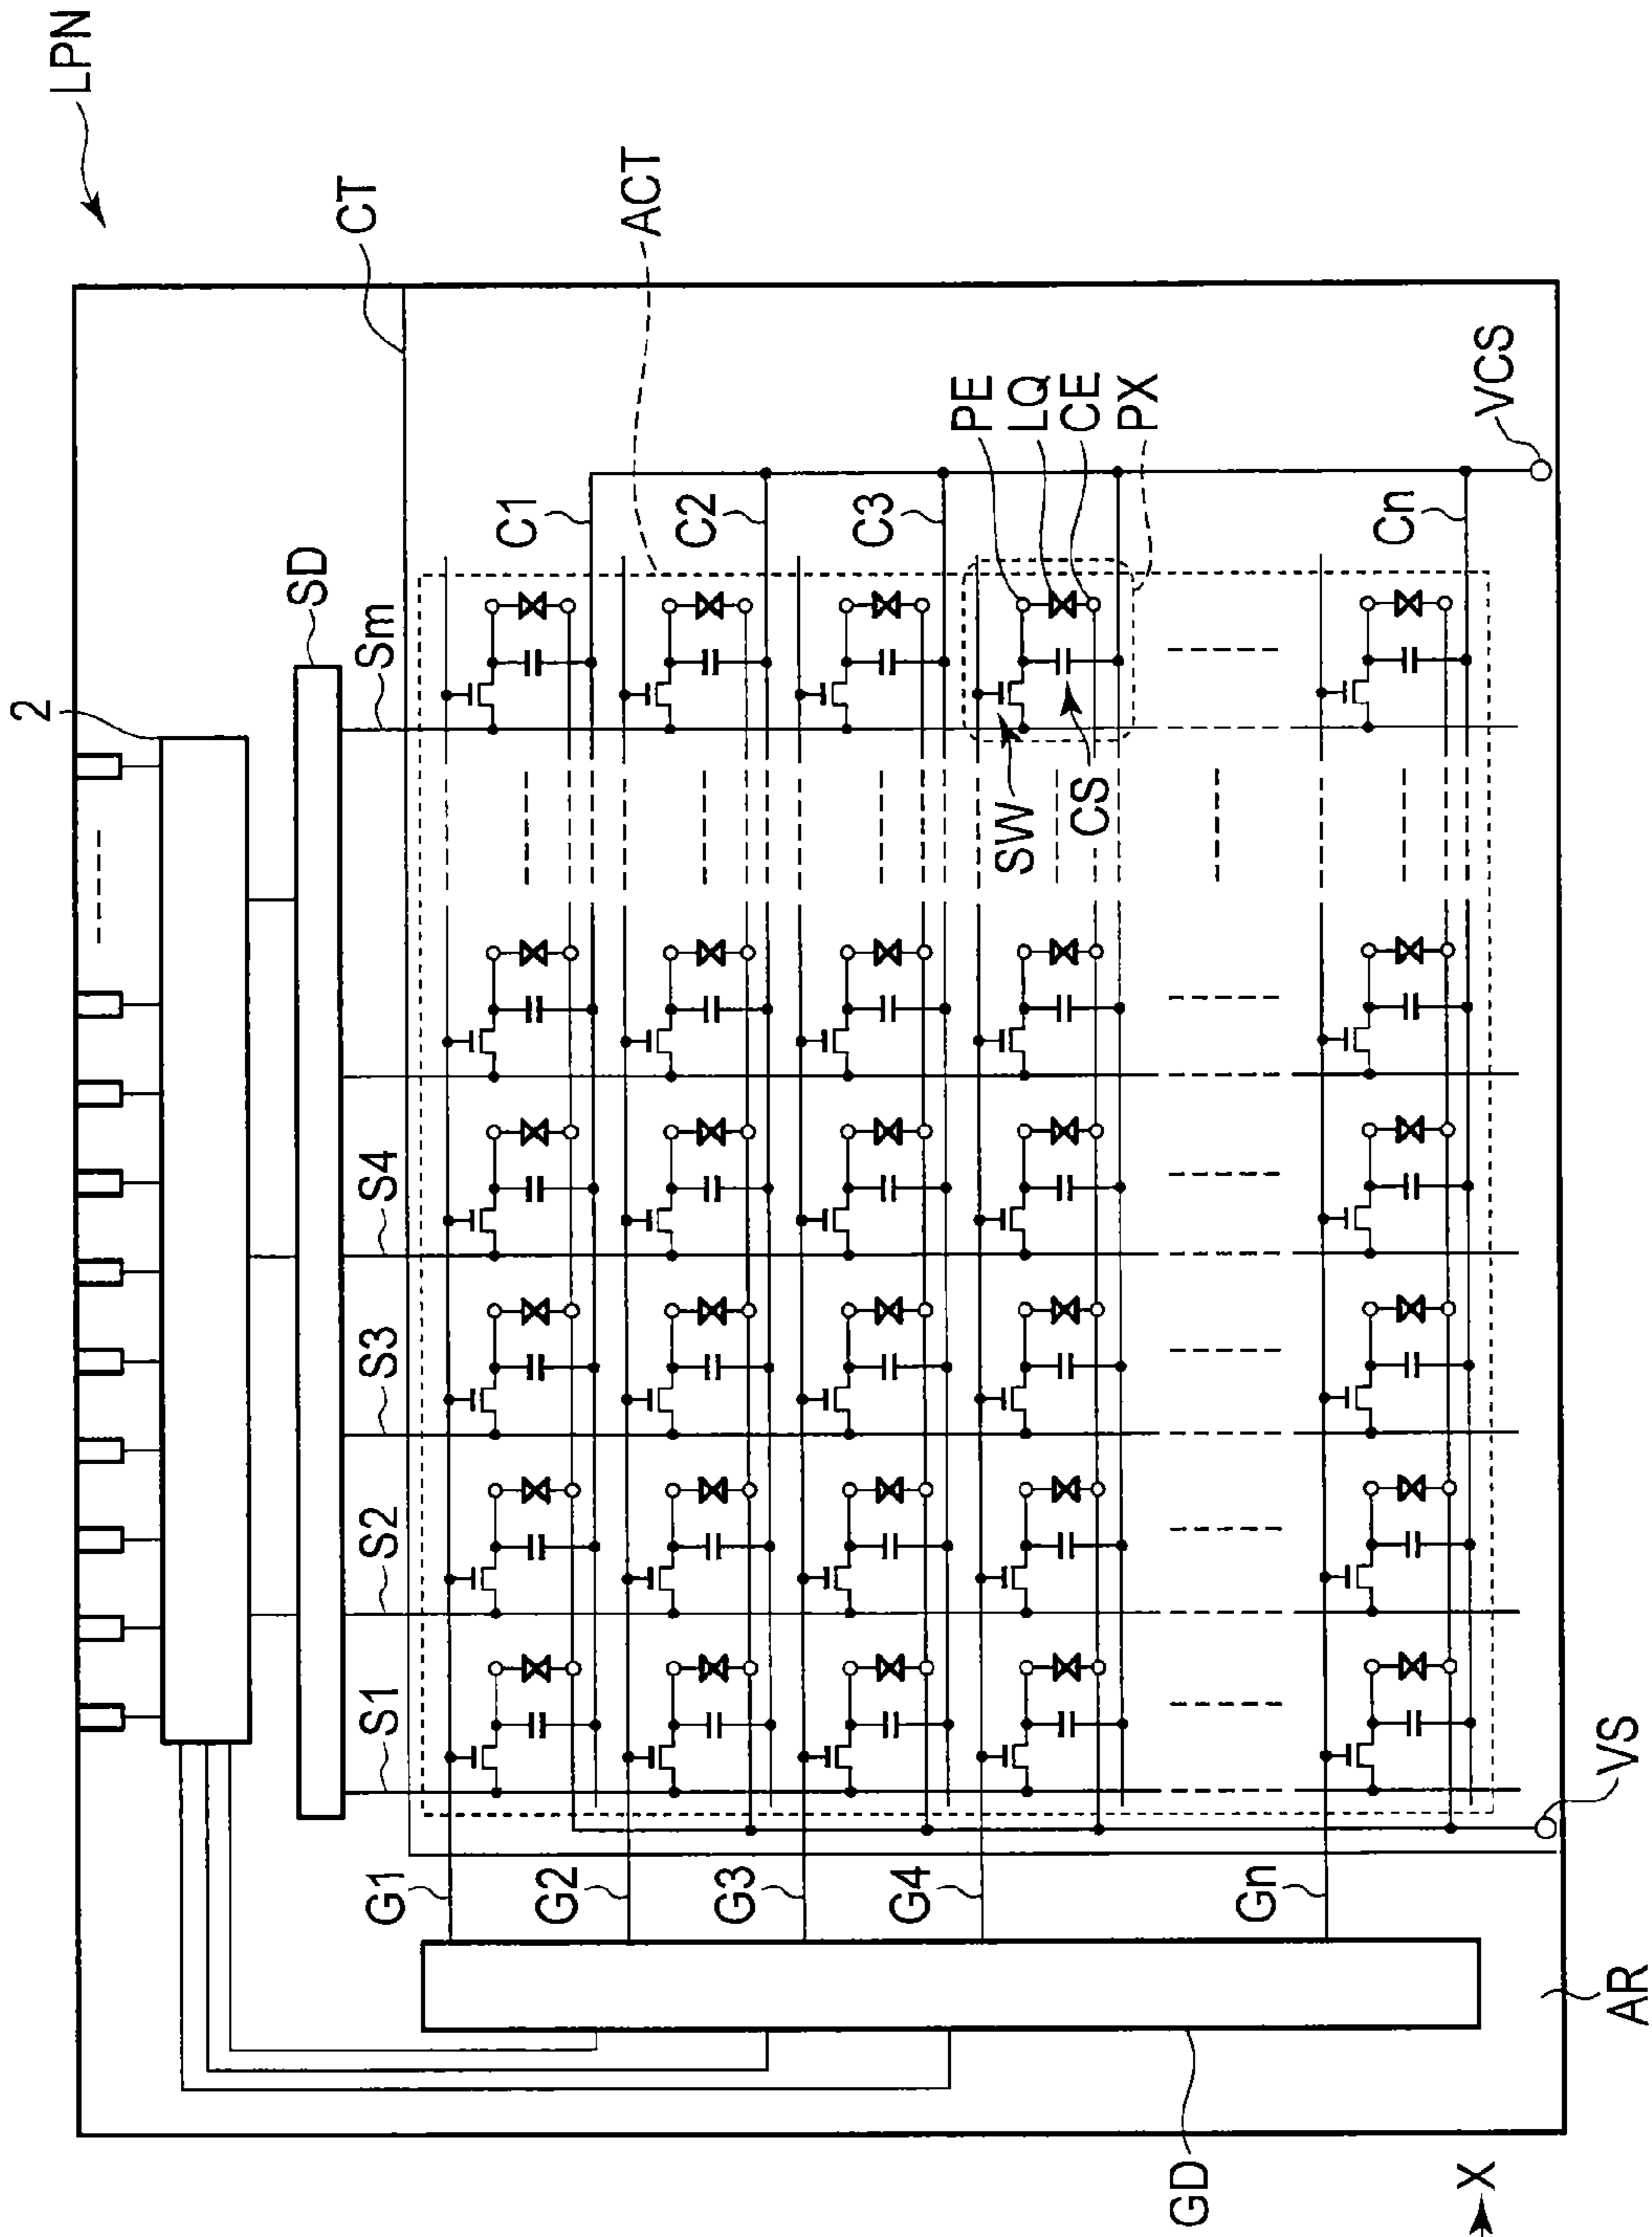 LPN
CT
ACT
2
SD
Sm
S4
S3
S2
S1
C1
C2
C3
Cn
PE
LQ
CE
PX
VCS
SW
CS
G1
G2
G3
G4
Gn
VS
AR
GD
X